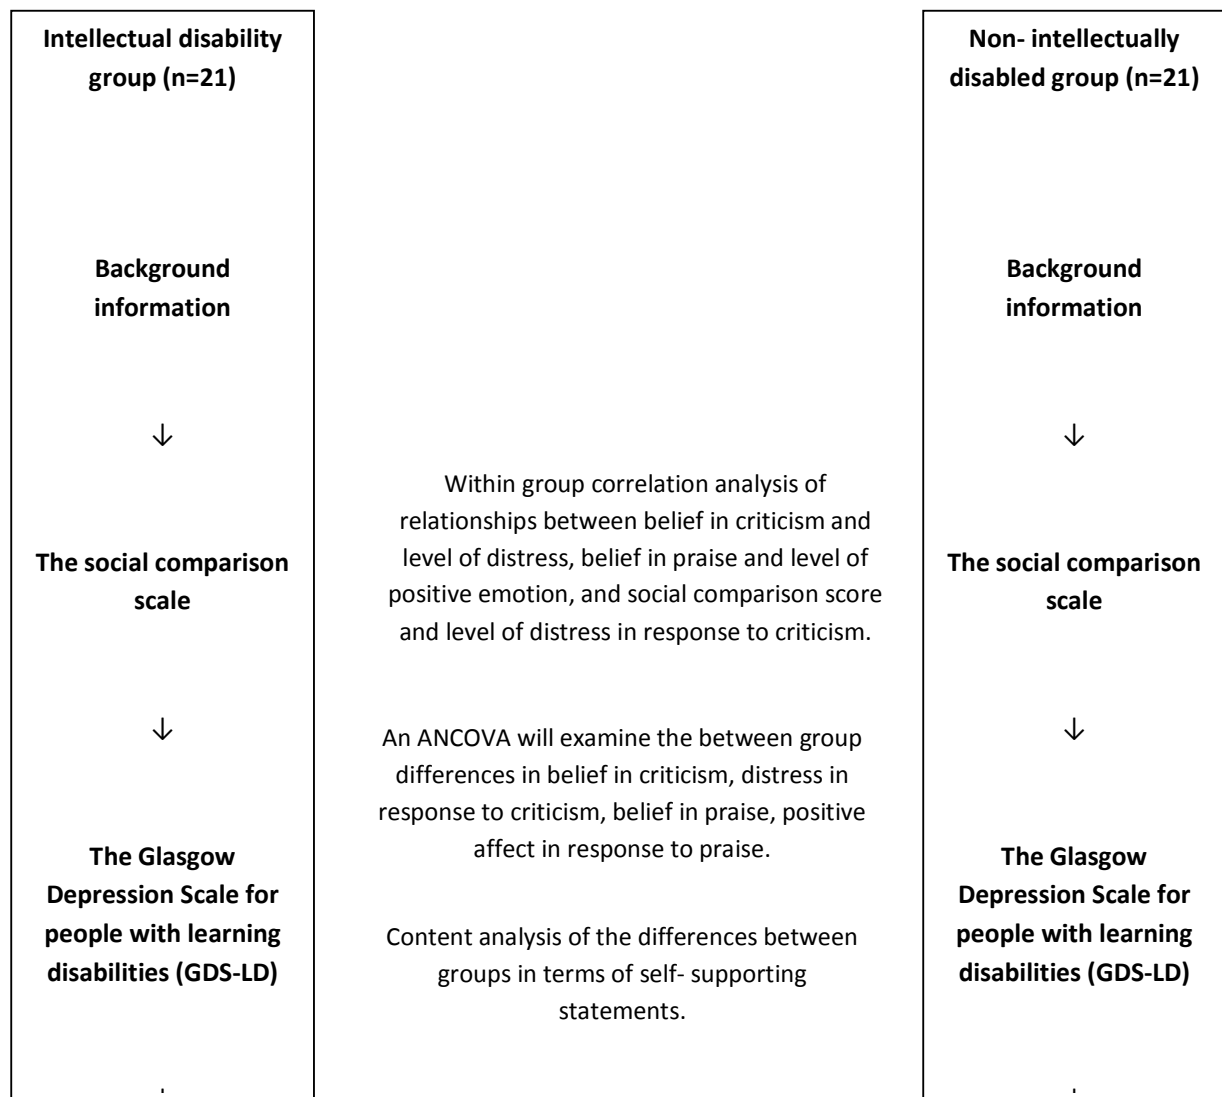 Intellectual disability
group (n=21)
Background
information
↓
The social comparison
scale
↓
The Glasgow
Depression Scale for
people with learning
disabilities (GDS-LD)
Within group correlation analysis of
relationships between belief in criticism and
level of distress, belief in praise and level of
positive emotion, and social comparison score
and level of distress in response to criticism.
An ANCOVA will examine the between group
differences in belief in criticism, distress in
response to criticism, belief in praise, positive
affect in response to praise.
Content analysis of the differences between
groups in terms of self- supporting
statements.
Non- intellectually
disabled group (n=21)
Background
information
↓
The social comparison
scale
↓
The Glasgow
Depression Scale for
people with learning
disabilities (GDS-LD)